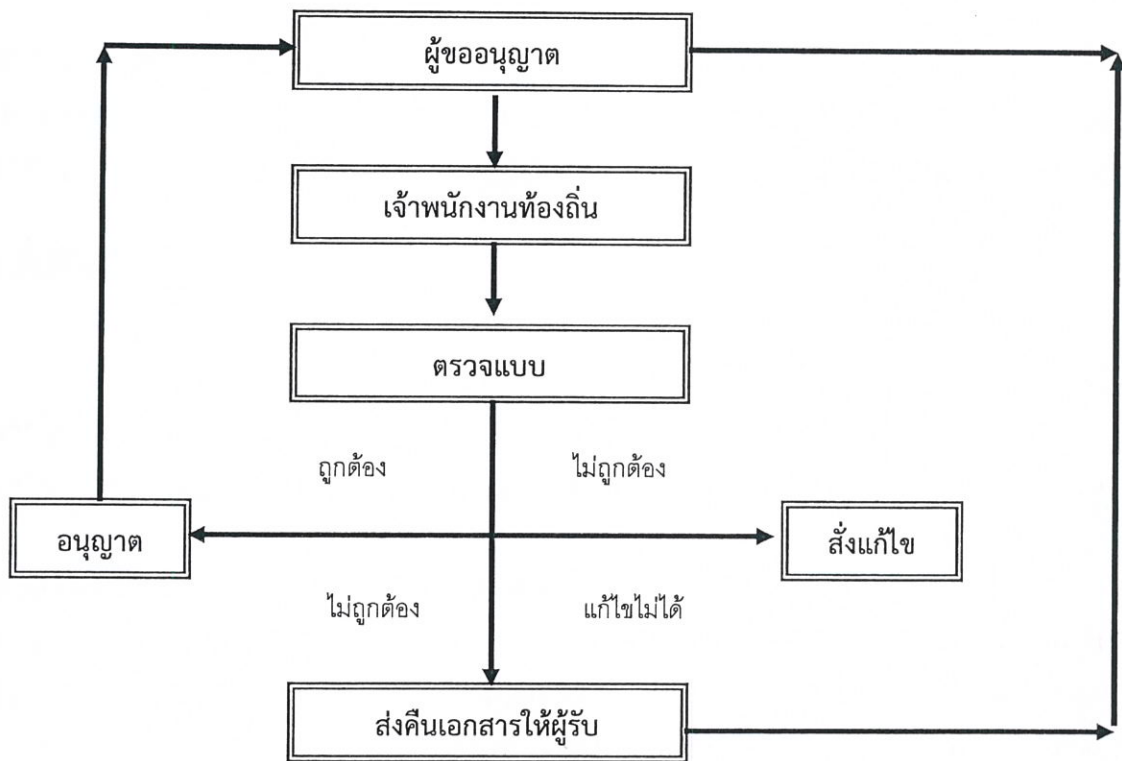 ผู้ขออนุญาต
เจ้าพนักงานท้องถิ่น
ตรวจแบบ
ถูกต้อง
ไม่ถูกต้อง
อนุญาต
สั่งแก้ไข
ไม่ถูกต้อง
แก้ไขไม่ได้
ส่งคืนเอกสารให้ผู้รับ